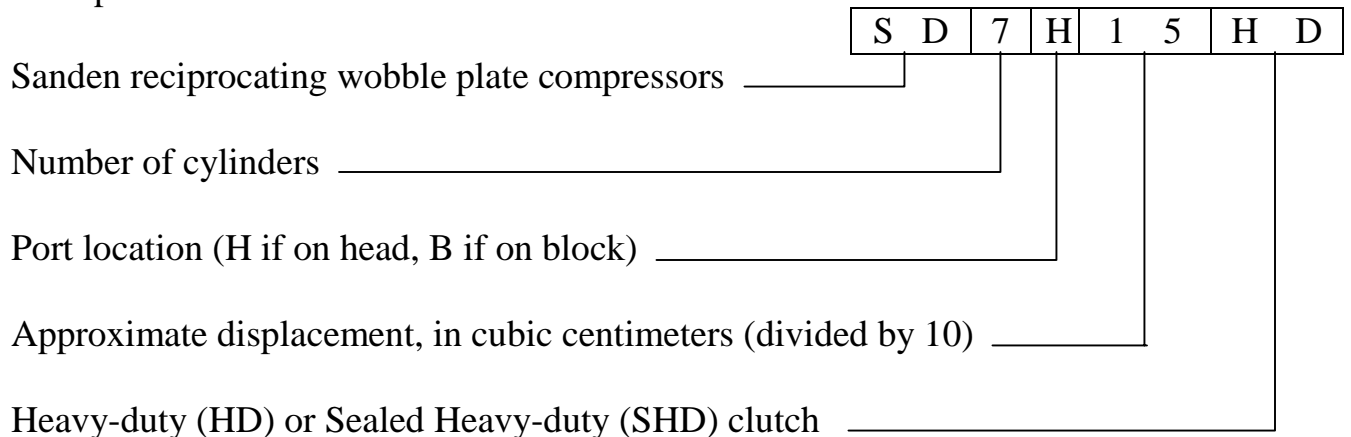 S D 7 H 1 5 H D
Sanden reciprocating wobble plate compressors
Number of cylinders
Port location (H if on head, B if on block)
Approximate displacement, in cubic centimeters (divided by 10)
Heavy-duty (HD) or Sealed Heavy-duty (SHD) clutch